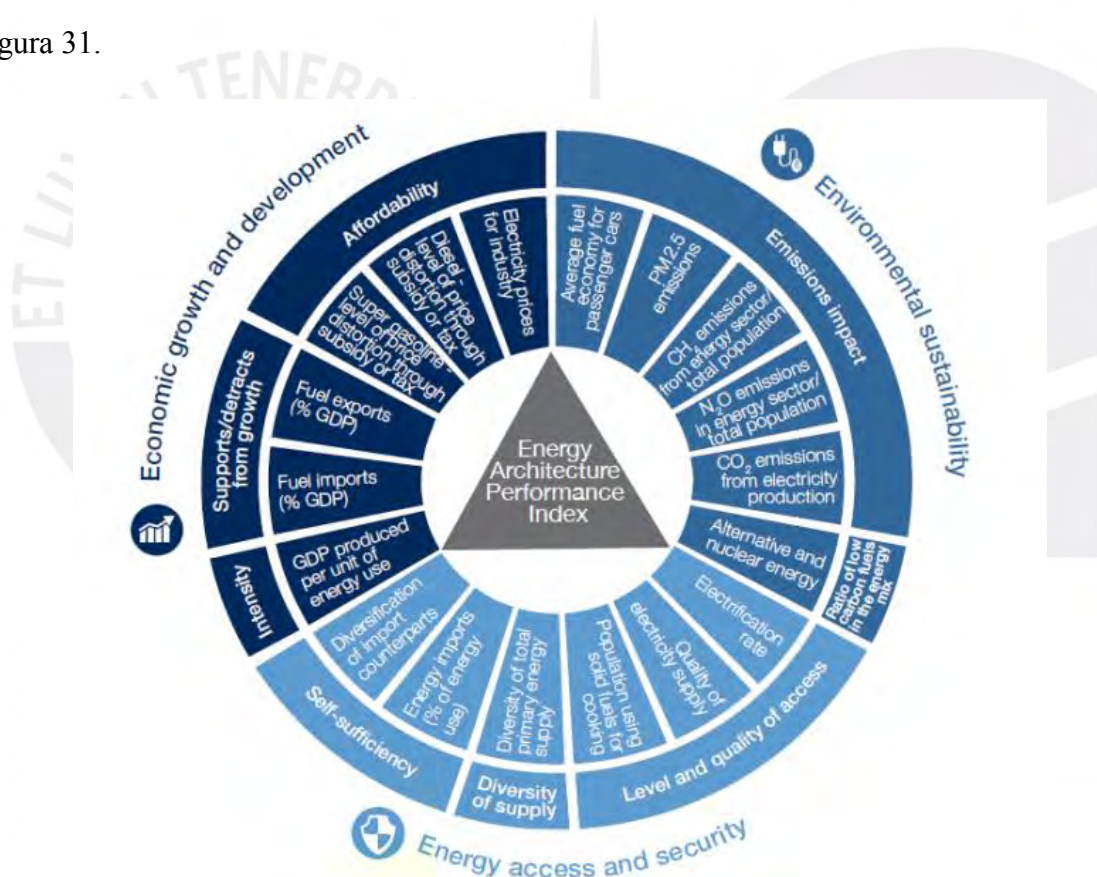 gura 31.
ET LUX IN TENEBR
Economic growth and development
Affordability
Electricity prices
for industry
Diesel -
level of price
distortion through
subsidy or tax
Super gasoline -
level of price
distortion through
subsidy or tax
Supports/detracts
from growth
Fuel exports
(% GDP)
Fuel imports
(% GDP)
Intensity
GDP produced
per unit of
energy use
Environmental sustainability
Emissions impact
Average fuel
economy for
passenger cars
PM2.5
emissions
CH₄ emissions
from energy sector/
total population
N₂O emissions
in energy sector/
total population
CO₂ emissions
from electricity
production
Ratio of low
carbon fuels
in the energy
mix
Alternative and
nuclear energy
Energy
Architecture
Performance
Index
Energy access and security
Level and quality of access
Electrification
rate
Quality of
electricity supply
Population using
solid fuels for
cooking
Diversity
of supply
Diversity of total
primary energy
supply
Self-sufficiency
Energy imports
(% of energy
use)
Diversification
of import
counterparts